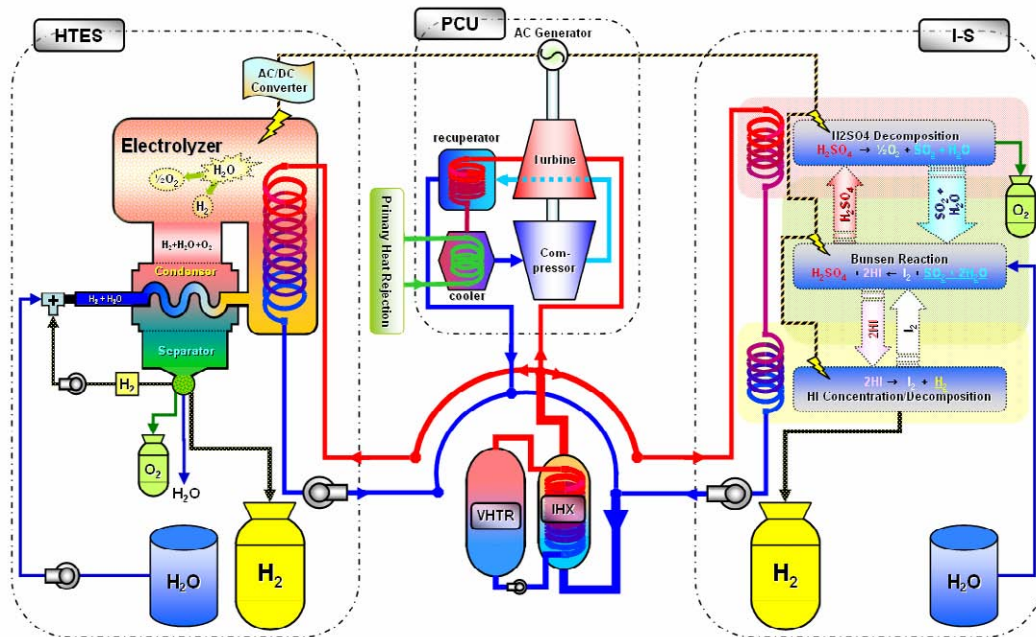 HTES
PCU
I-S
AC Generator
AC/DC
Converter
Electrolyzer
½O₂
H₂O
H₂
H₂+H₂O+O₂
Condenser
H₂ + H₂O
+
Separator
H₂
O₂
H₂O
H₂O
H₂
recuperator
Turbine
Primary Heat Rejection
cooler
Com-
pressor
VHTR
IHX
H2SO4 Decomposition
H₂SO₄ → ½O₂ + SO₂ + H₂O
O₂
H₂SO₄
SO₂ +
H₂O
Bunsen Reaction
H₂SO₄ + 2HI ← I₂ + SO₂ + 2H₂O
2HI
I₂
2HI → I₂ + H₂
HI Concentration/Decomposition
H₂
H₂O